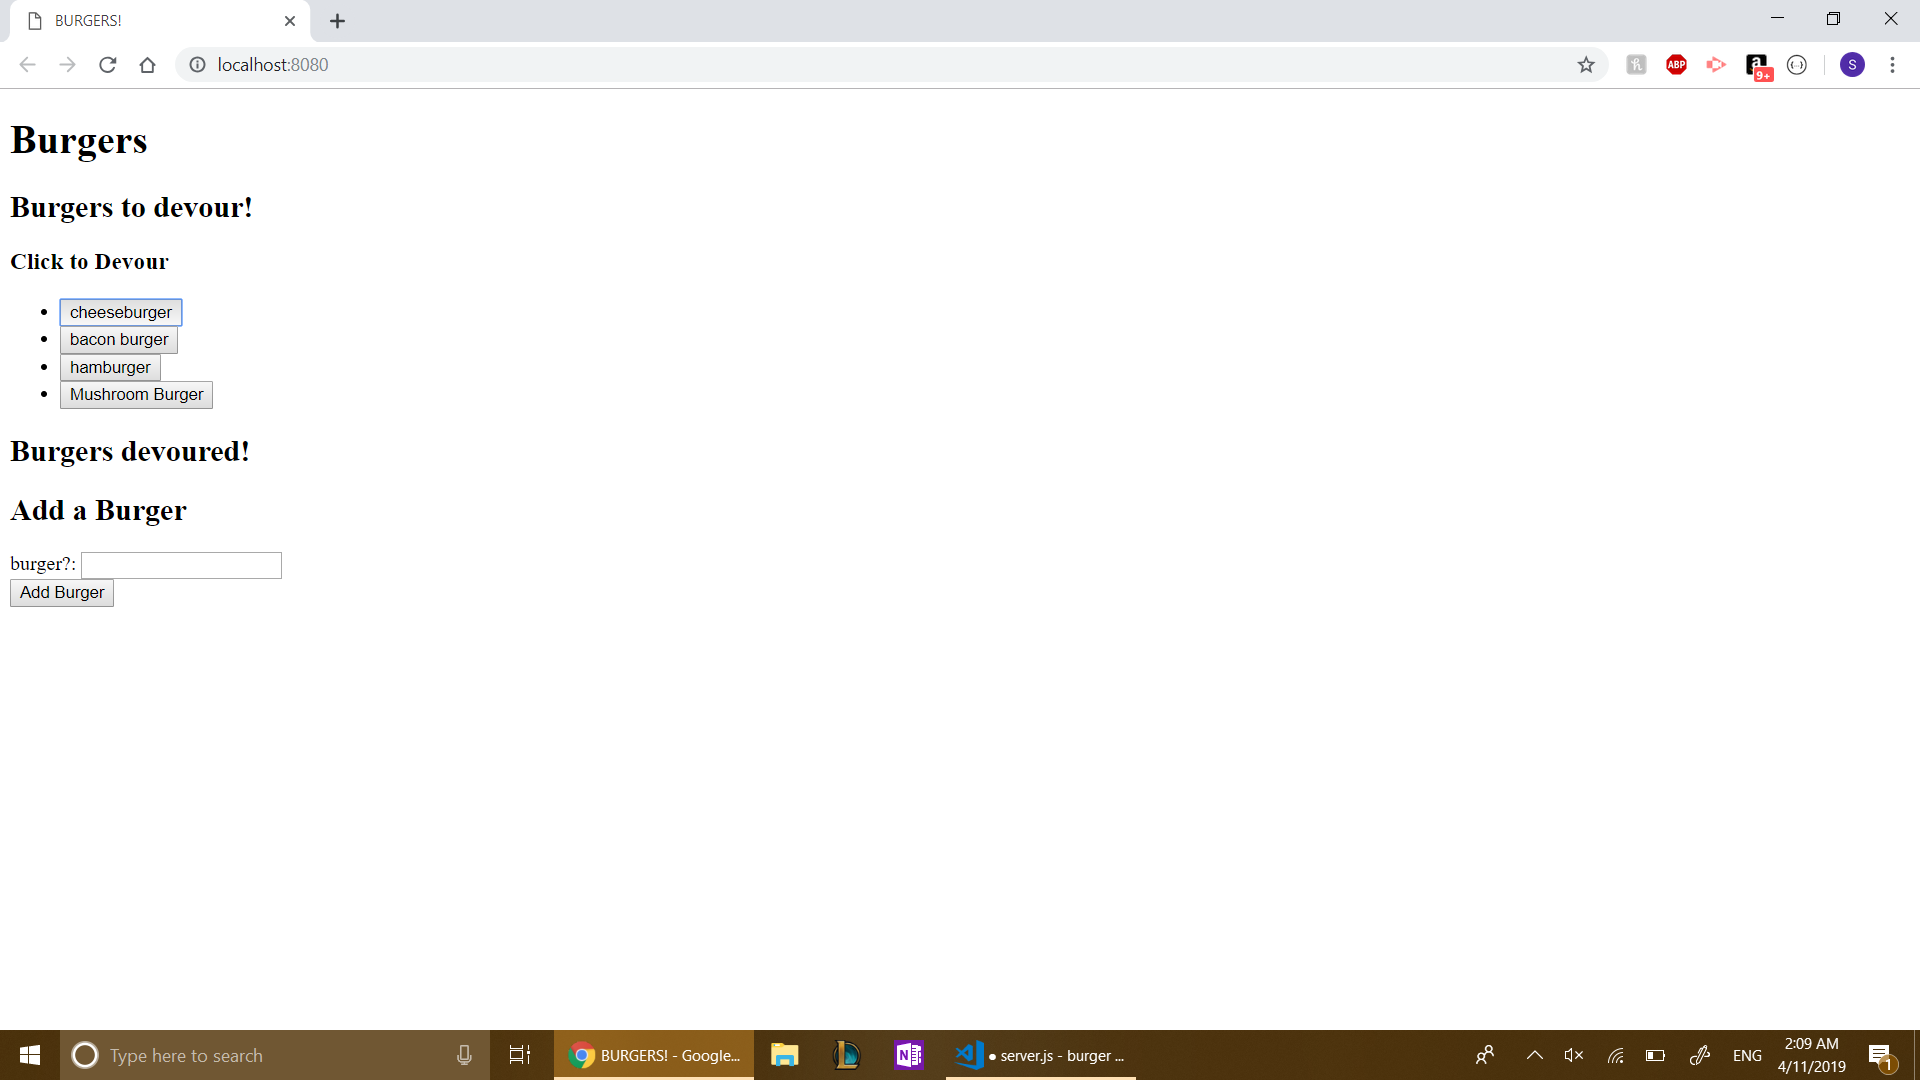 BURGERS!
localhost:8080
ABP
a
9+
{...}
S
Burgers
Burgers to devour!
Click to Devour
cheeseburger
bacon burger
hamburger
Mushroom Burger
Burgers devoured!
Add a Burger
burger?:
Add Burger
Type here to search
BURGERS! - Google...
N
● server.js - burger ...
ENG
2:09 AM
4/11/2019
1